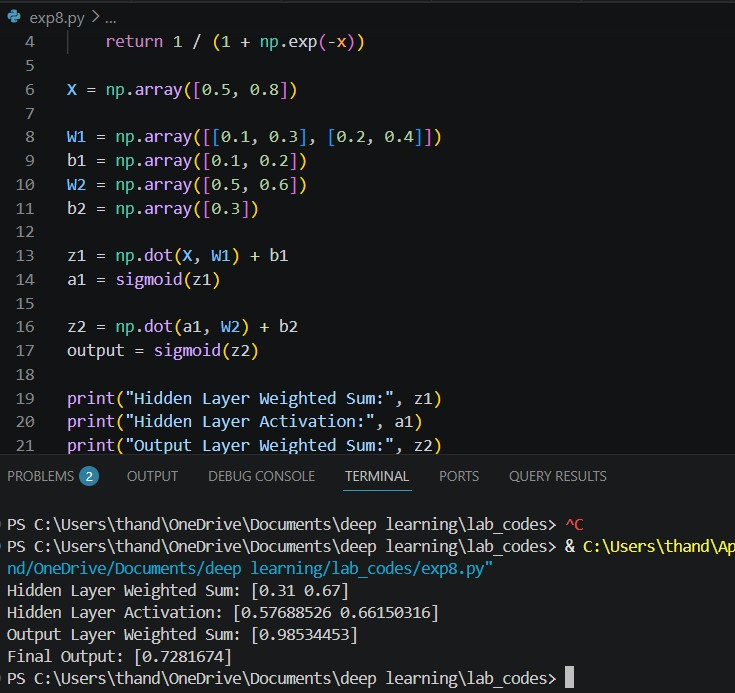 exp8.py > ...
4 return 1 / (1 + np.exp(-x))
5
6 X = np.array([0.5, 0.8])
7
8 W1 = np.array([[0.1, 0.3], [0.2, 0.4]])
9 b1 = np.array([0.1, 0.2])
10 W2 = np.array([0.5, 0.6])
11 b2 = np.array([0.3])
12
13 z1 = np.dot(X, W1) + b1
14 a1 = sigmoid(z1)
15
16 z2 = np.dot(a1, W2) + b2
17 output = sigmoid(z2)
18
19 print("Hidden Layer Weighted Sum:", z1)
20 print("Hidden Layer Activation:", a1)
21 print("Output Layer Weighted Sum:", z2)
PROBLEMS 2 OUTPUT DEBUG CONSOLE TERMINAL PORTS QUERY RESULTS
PS C:\Users\thand\OneDrive\Documents\deep learning\lab_codes> ^C
PS C:\Users\thand\OneDrive\Documents\deep learning\lab_codes> & C:\Users\thand\Ap
nd/OneDrive/Documents/deep learning/lab_codes/exp8.py"
Hidden Layer Weighted Sum: [0.31 0.67]
Hidden Layer Activation: [0.57688526 0.66150316]
Output Layer Weighted Sum: [0.98534453]
Final Output: [0.7281674]
PS C:\Users\thand\OneDrive\Documents\deep learning\lab_codes>